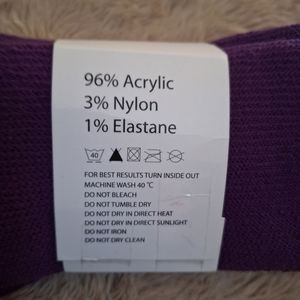 96% Acrylic
3% Nylon
1% Elastane
40
FOR BEST RESULTS TURN INSIDE OUT
MACHINE WASH 40 °C
DO NOT BLEACH
DO NOT TUMBLE DRY
DO NOT DRY IN DIRECT HEAT
DO NOT DRY IN DIRECT SUNLIGHT
DO NOT IRON
DO NOT DRY CLEAN